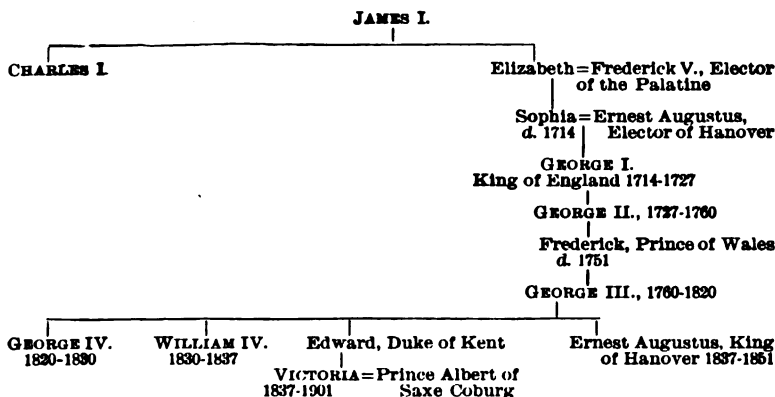 JAMES I.
CHARLES I.
Elizabeth=Frederick V., Elector
of the Palatine
Sophia=Ernest Augustus,
d. 1714 Elector of Hanover
GEORGE I.
King of England 1714-1727
GEORGE II., 1727-1760
Frederick, Prince of Wales
d. 1751
GEORGE III., 1760-1820
GEORGE IV. WILLIAM IV. Edward, Duke of Kent Ernest Augustus, King
1820-1830 1830-1837 of Hanover 1837-1851
VICTORIA=Prince Albert of
1837-1901 Saxe Coburg